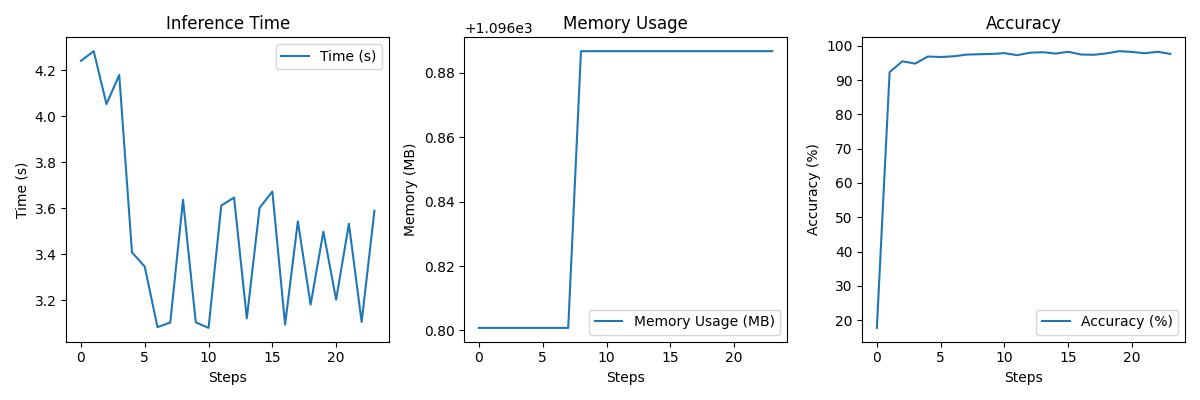 Inference Time
Time (s)
4.2
4.0
3.8
3.6
3.4
3.2
Time (s)
0 5 10 15 20
Steps
Memory Usage
+1.096e3
0.88
0.86
0.84
0.82
0.80
Memory (MB)
Memory Usage (MB)
0 5 10 15 20
Steps
Accuracy
100
90
80
70
60
50
40
30
20
Accuracy (%)
Accuracy (%)
0 5 10 15 20
Steps